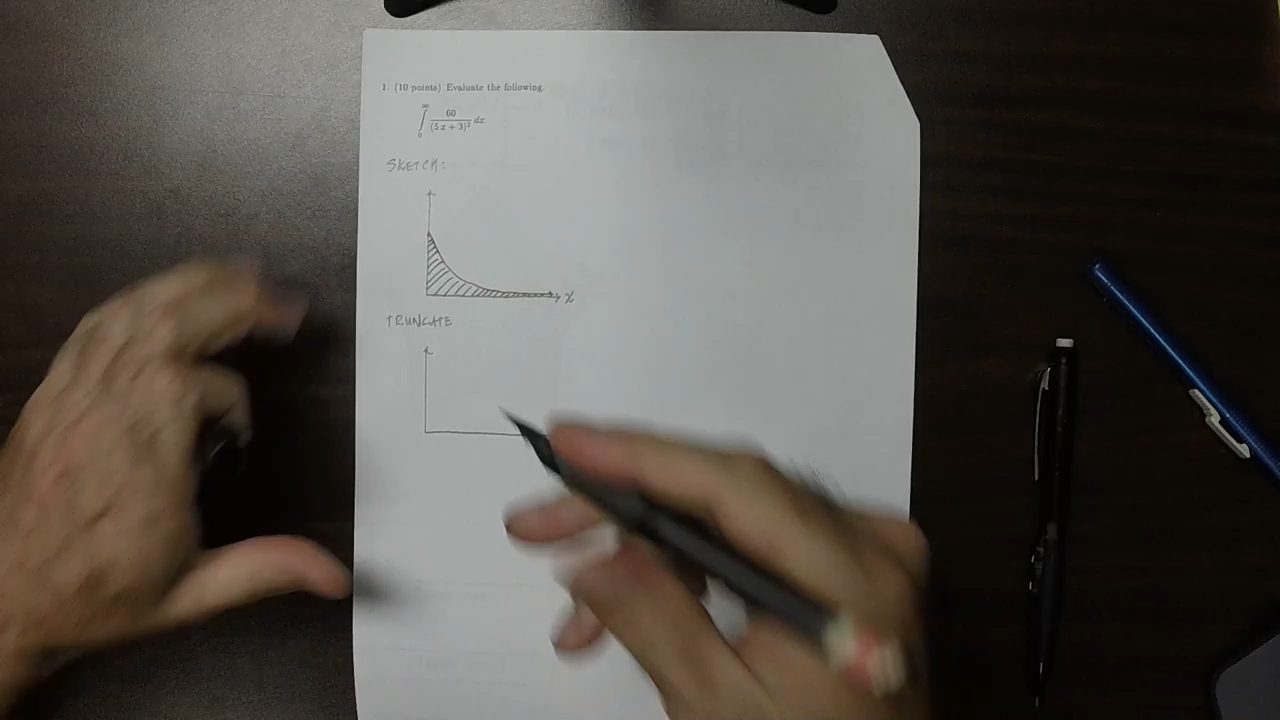 1. (10 points) Evaluate the following.
∞
∫ 60/(5x + 3)² dx
0
SKETCH:
x
TRUNCATE